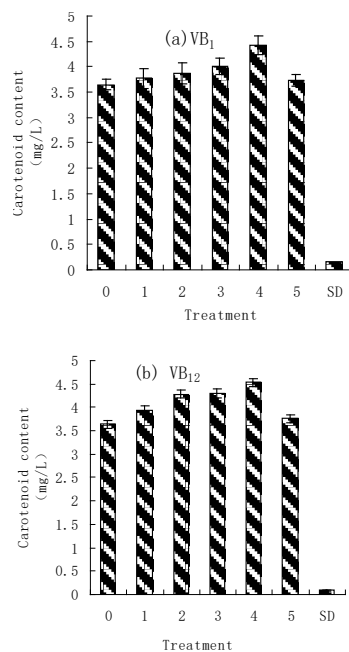 Carotenoid content
(mg/L)
5
4.5
4
3.5
3
2.5
2
1.5
1
0.5
0
(a)VB1
0 1 2 3 4 5 SD
Treatment
Carotenoid content
(mg/L)
5
4.5
4
3.5
3
2.5
2
1.5
1
0.5
0
(b) VB12
0 1 2 3 4 5 SD
Treatment